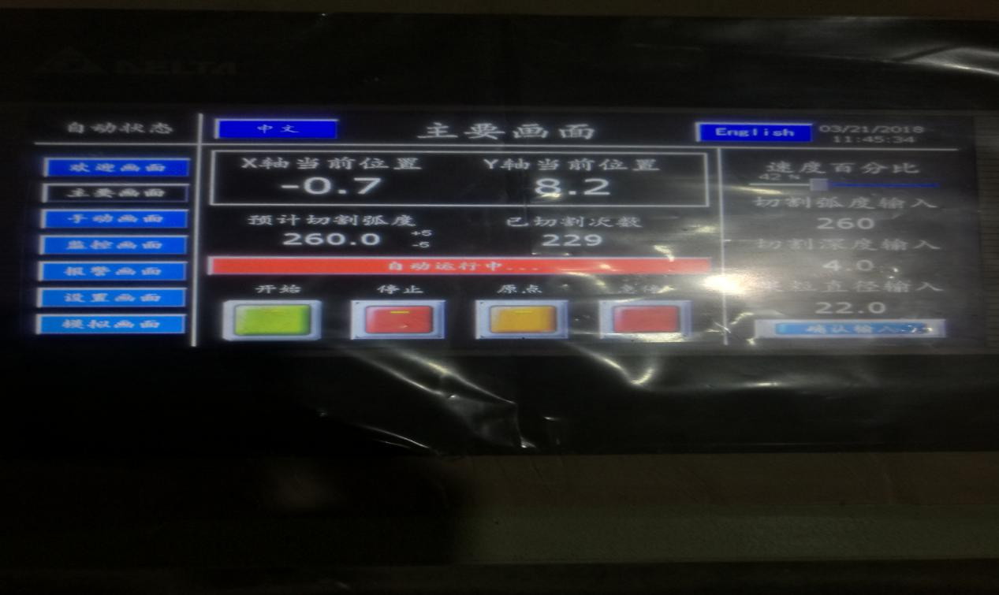 DELTA
自动状态
中文
主要画面
English
03/21/2018
11:45:34
欢迎画面
主要画面
手动画面
监控画面
报警画面
设置画面
模拟画面
X轴当前位置
Y轴当前位置
-0.7
8.2
预计切割弧度
已切割次数
260.0
+5
-5
229
自动运行中...
开始
停止
原点
急停
速度百分比
42 %
切割弧度输入
260
切割深度输入
4.0
直径输入
22.0
确认输入